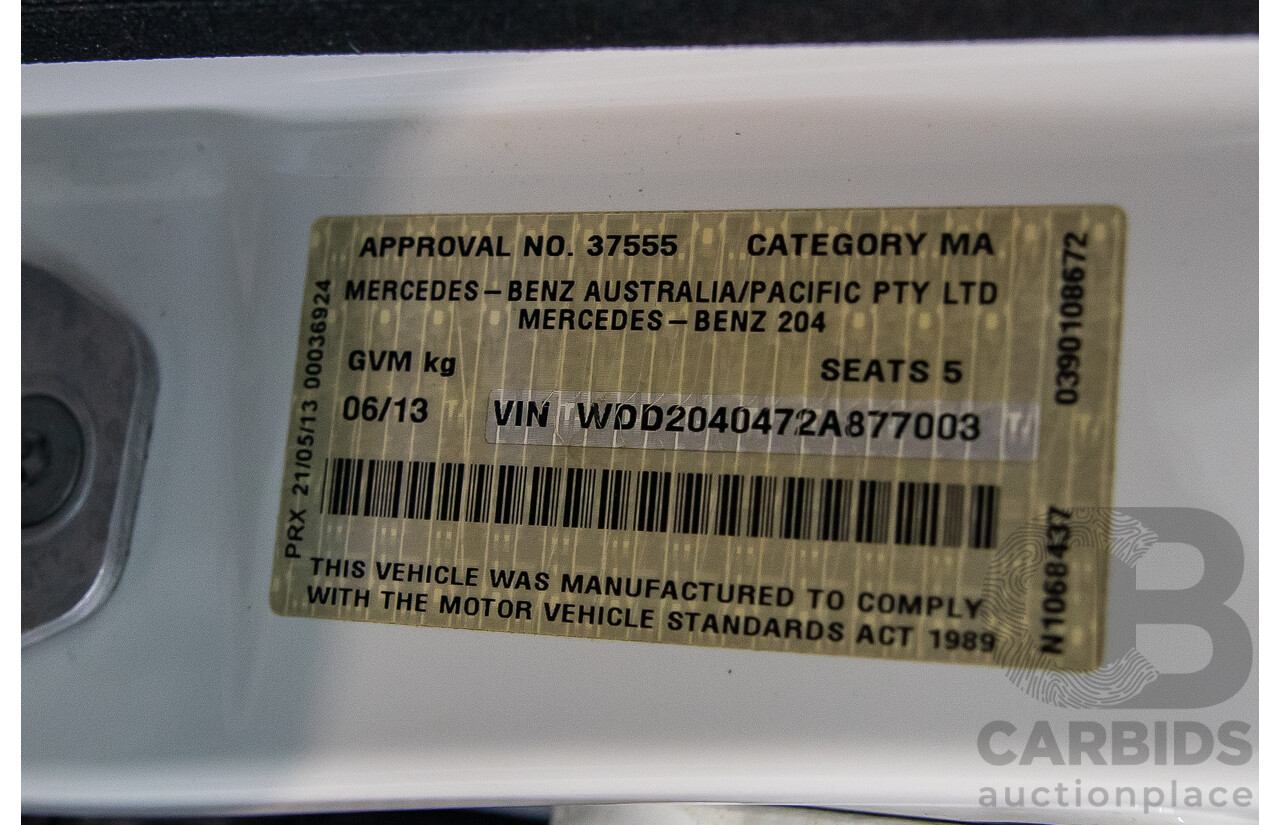 APPROVAL NO. 37555 CATEGORY MA
MERCEDES-BENZ AUSTRALIA/PACIFIC PTY LTD
MERCEDES-BENZ 204
GVM kg SEATS 5
06/13 VIN WDD2040472A877003
THIS VEHICLE WAS MANUFACTURED TO COMPLY
WITH THE MOTOR VEHICLE STANDARDS ACT 1989
PRX 21/05/13 00036924
0390108672
N1068437
CB
CARBIDS
auctionplace